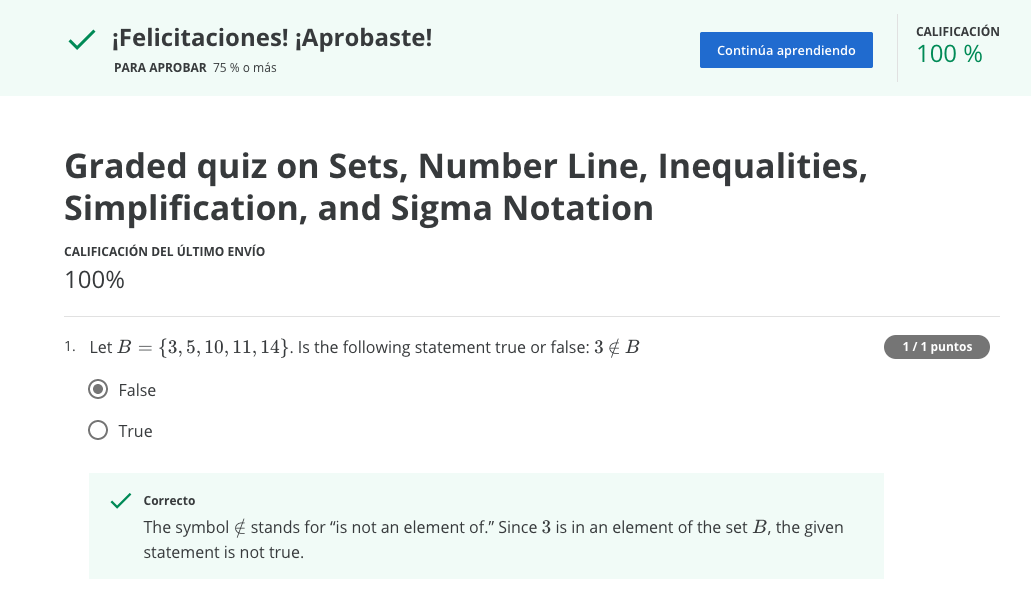 ¡Felicitaciones! ¡Aprobaste!
PARA APROBAR 75 % o más
Continúa aprendiendo
CALIFICACIÓN
100 %
Graded quiz on Sets, Number Line, Inequalities,
Simplification, and Sigma Notation
CALIFICACIÓN DEL ÚLTIMO ENVÍO
100%
1. Let B = {3, 5, 10, 11, 14}. Is the following statement true or false: 3 ∉ B
1 / 1 puntos
False
True
Correcto
The symbol ∉ stands for “is not an element of.” Since 3 is in an element of the set B, the given
statement is not true.